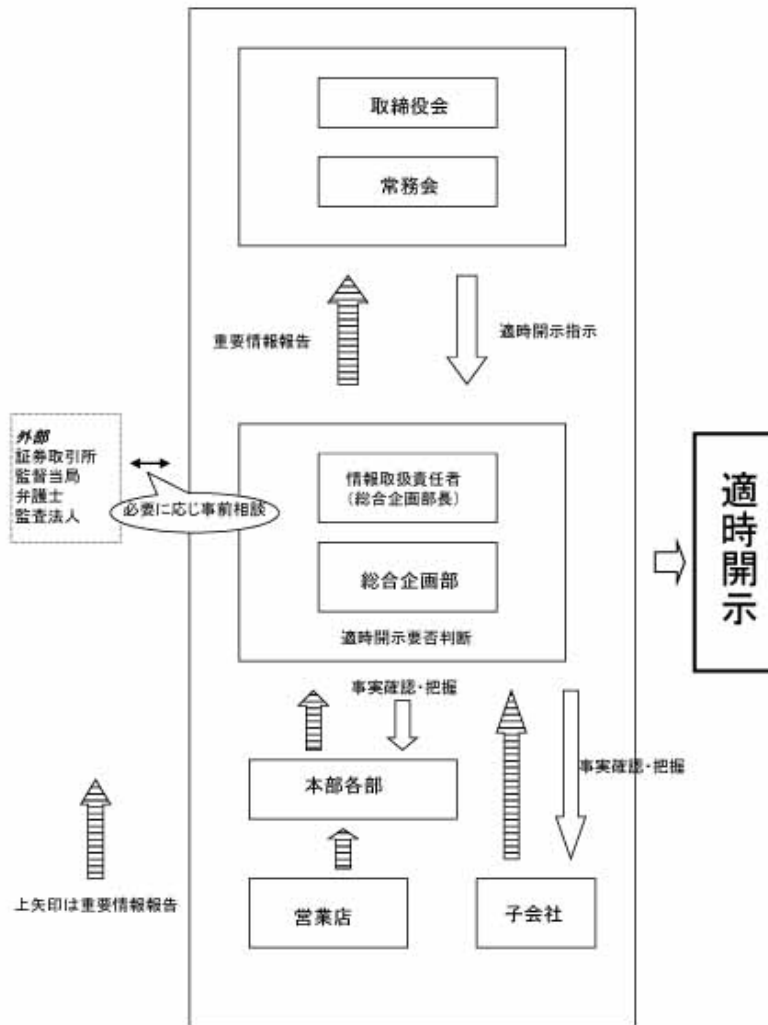 取締役会
常務会
重要情報報告
適時開示指示
外部
証券取引所
監督当局
弁護士
監査法人
必要に応じ事前相談
情報取扱責任者
（総合企画部長）
総合企画部
適時開示要否判断
適時開示
事実確認・把握
本部各部
事実確認・把握
営業店
子会社
上矢印は重要情報報告